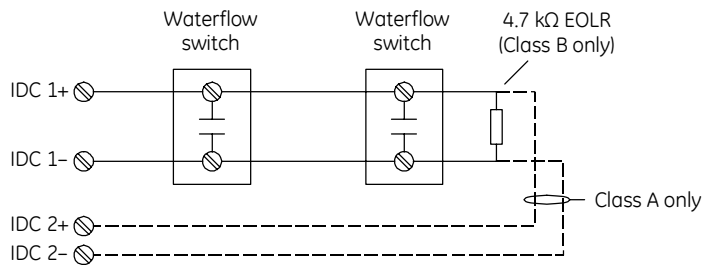 Waterflow
switch
Waterflow
switch
4.7 kΩ EOLR
(Class B only)
IDC 1+
IDC 1−
IDC 2+
IDC 2−
Class A only